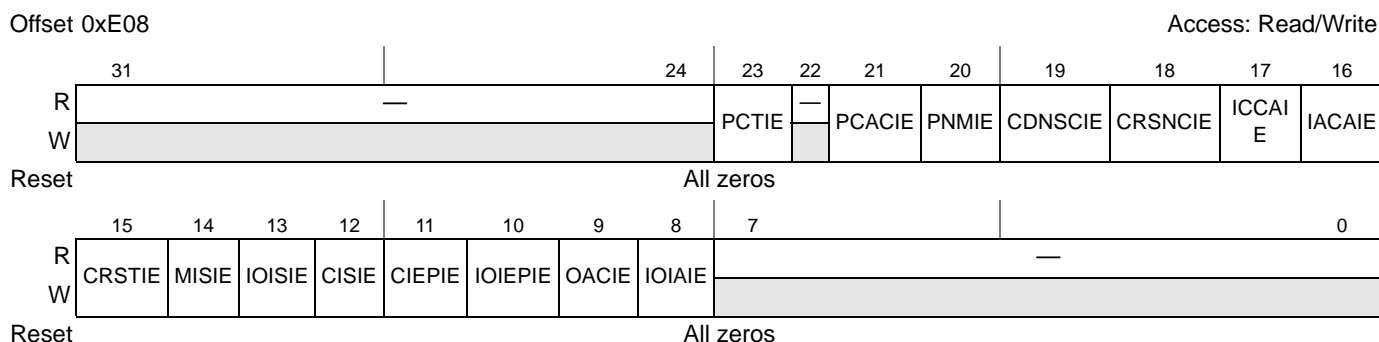 Offset 0xE08 Access: Read/Write
31 24 23 22 21 20 19 18 17 16
R — PCTIE — PCACIE PNMIE CDNSCIE CRSNCIE ICCAI IACAIE
W E
Reset All zeros
15 14 13 12 11 10 9 8 7 0
R CRSTIE MISIE IOISIE CISIE CIEPIE IOIEPIE OACIE IOIAIE —
W
Reset All zeros